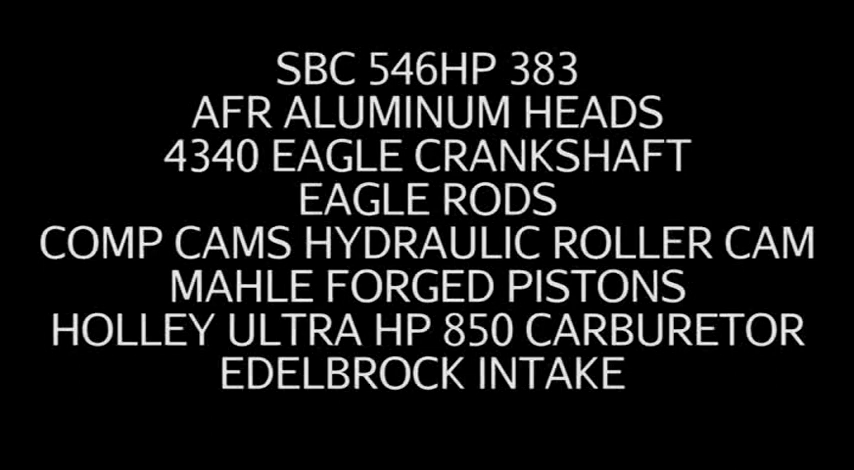 SBC 546HP 383
AFR ALUMINUM HEADS
4340 EAGLE CRANKSHAFT
EAGLE RODS
COMP CAMS HYDRAULIC ROLLER CAM
MAHLE FORGED PISTONS
HOLLEY ULTRA HP 850 CARBURETOR
EDELBROCK INTAKE